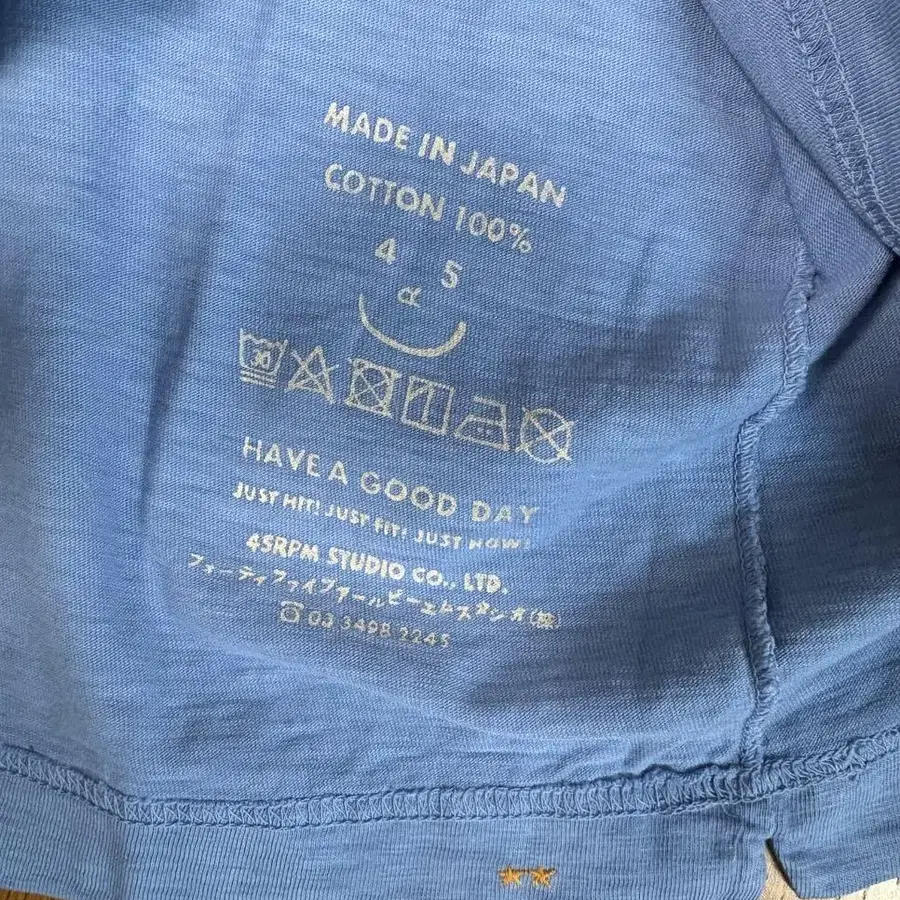 MADE IN JAPAN
COTTON 100%
4 5
R
30
HAVE A GOOD DAY
JUST HIT! JUST FIT! JUST NOW!
45RPM STUDIO CO., LTD.
フォーティファイブアールピーエムスタジオ(株)
☎ 03 3498 2245